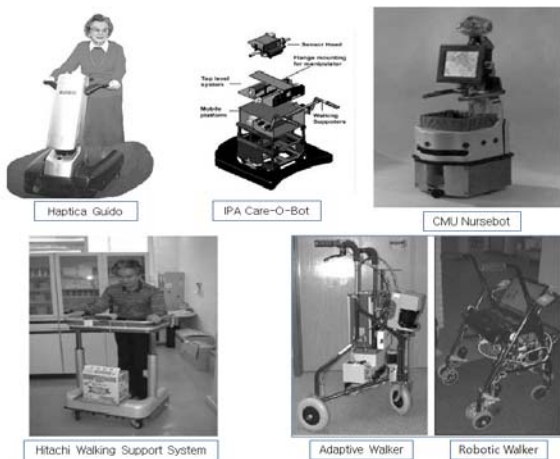 Sensor Head
Flange mounting
for manipulator
Top level
system
Mobile
platform
Walking
Supporters
Haptica Guido
IPA Care-O-Bot
CMU Nursebot
Hitachi Walking Support System
Adaptive Walker
Robotic Walker